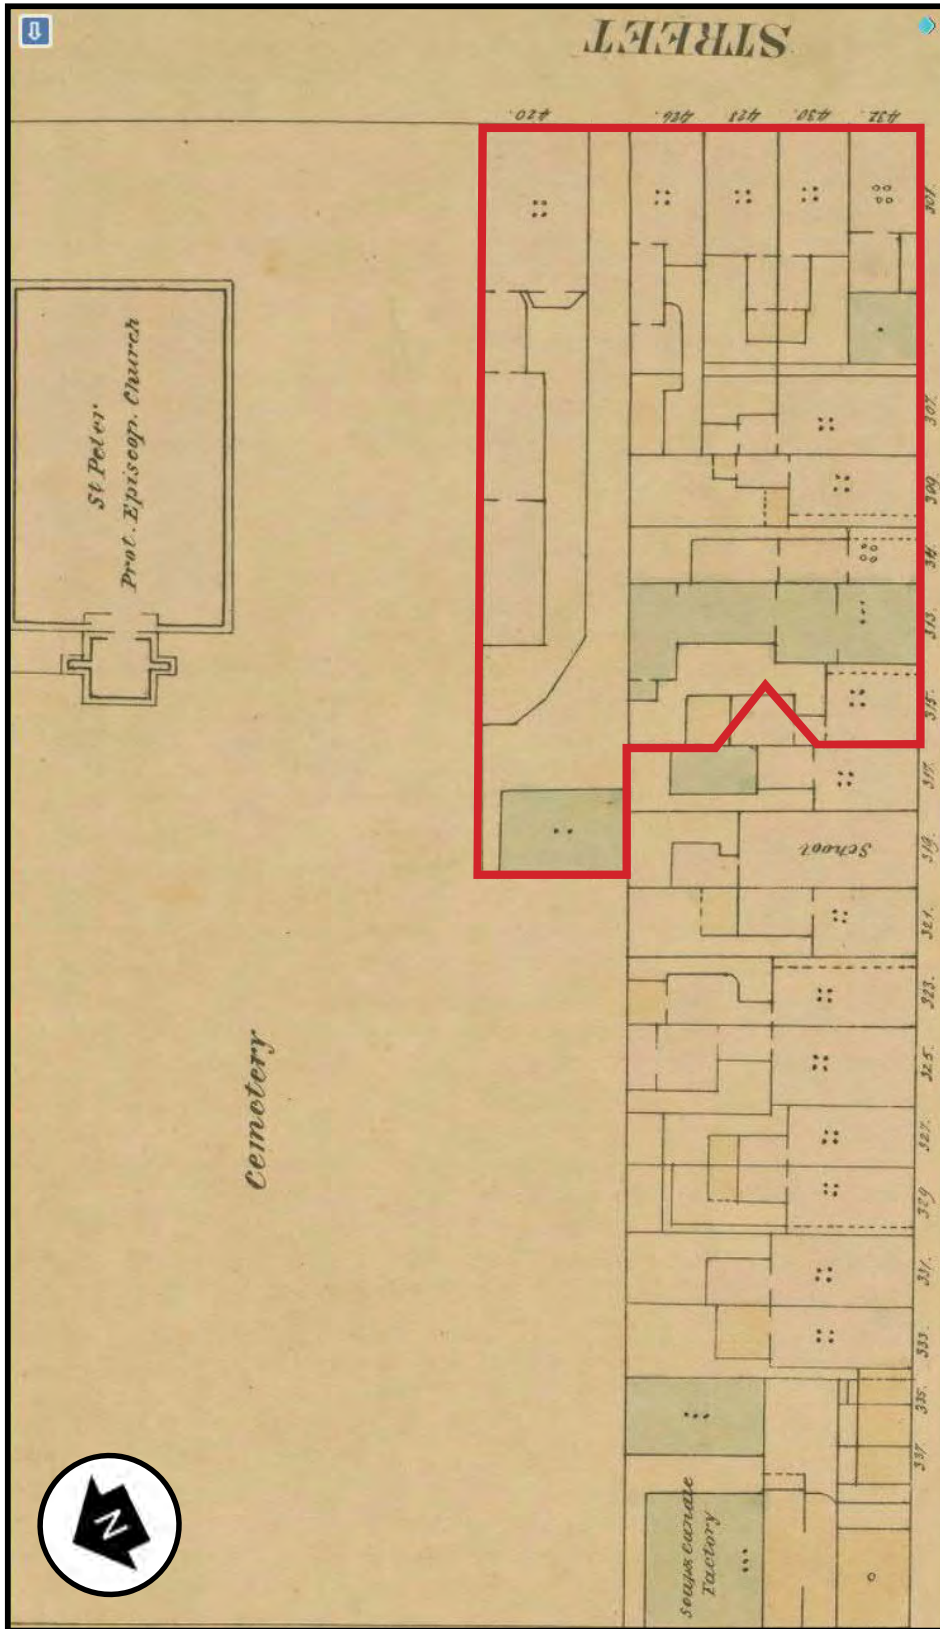 STREET
420.
426.
428
430.
432.
301.
307.
309.
311.
313.
315.
317.
319.
321.
323.
325.
327.
329
331.
333.
335.
337.
St Peter
Prot. Episcop. Church
School
Cemetery
Soap & Candle
Factory
N